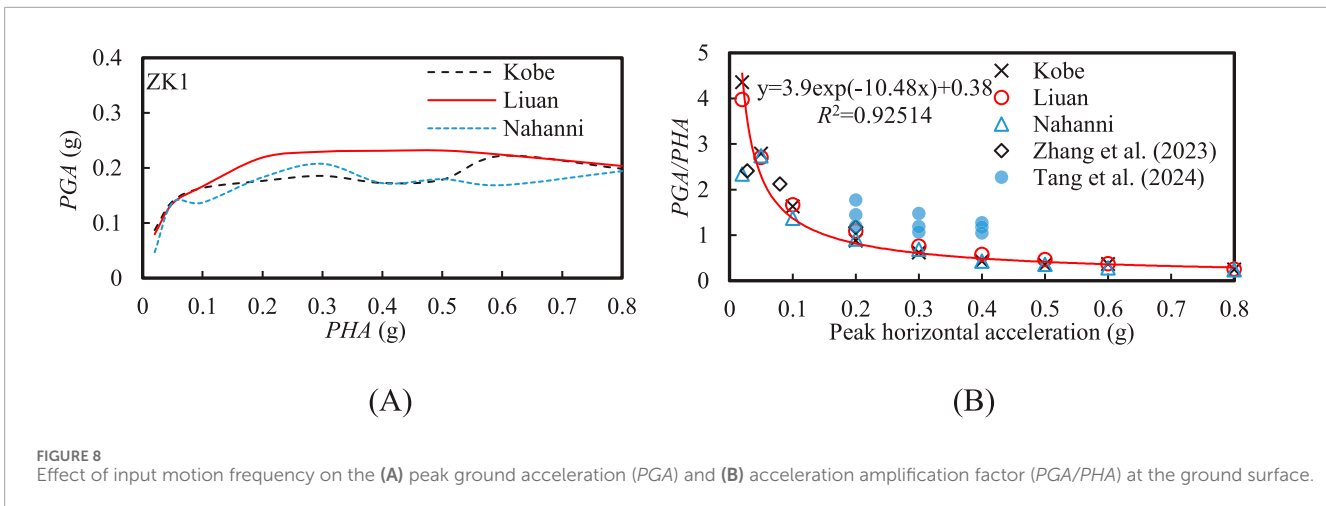 0.4
0.3
0.2
0.1
0
PGA (g)
ZK1
Kobe
Liuan
Nahanni
0 0.1 0.2 0.3 0.4 0.5 0.6 0.7 0.8
PHA (g)
(A)
5
4
3
2
1
0
PGA/PHA
y=3.9exp(-10.48x)+0.38
R²=0.92514
Kobe
Liuan
Nahanni
Zhang et al. (2023)
Tang et al. (2024)
0 0.1 0.2 0.3 0.4 0.5 0.6 0.7 0.8
Peak horizontal acceleration (g)
(B)
FIGURE 8
Effect of input motion frequency on the (A) peak ground acceleration (PGA) and (B) acceleration amplification factor (PGA/PHA) at the ground surface.